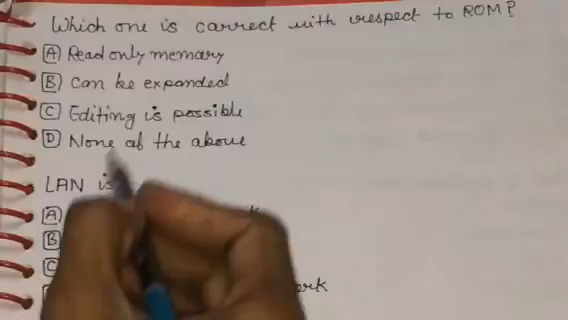 Which one is correct with respect to ROM?
A Read only memory
B Can be expanded
C Editing is possible
D None of the above
LAN is
A
B
C